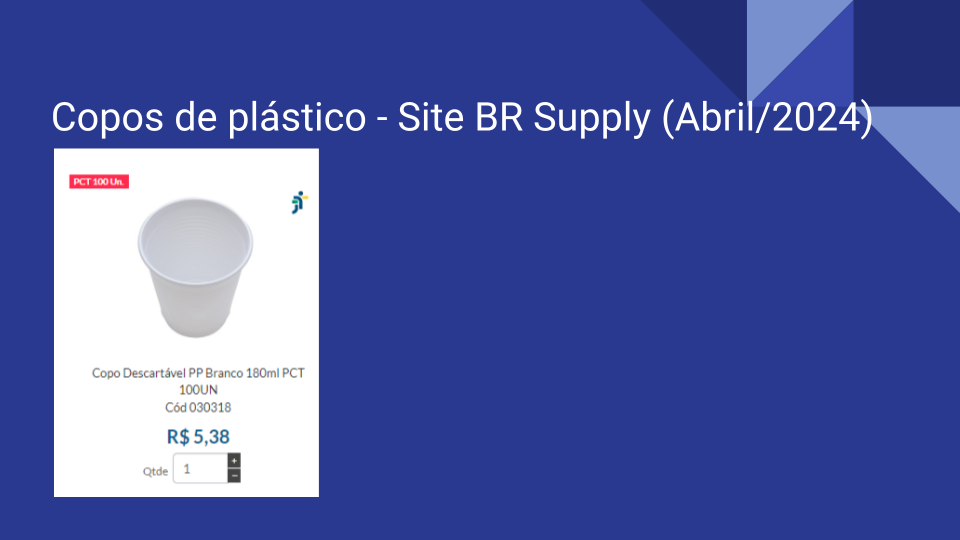 Copos de plástico - Site BR Supply (Abril/2024)
PCT 100 Un.
Copo Descartável PP Branco 180ml PCT
100UN
Cód 030318
R$ 5,38
Qtde 1 +
−